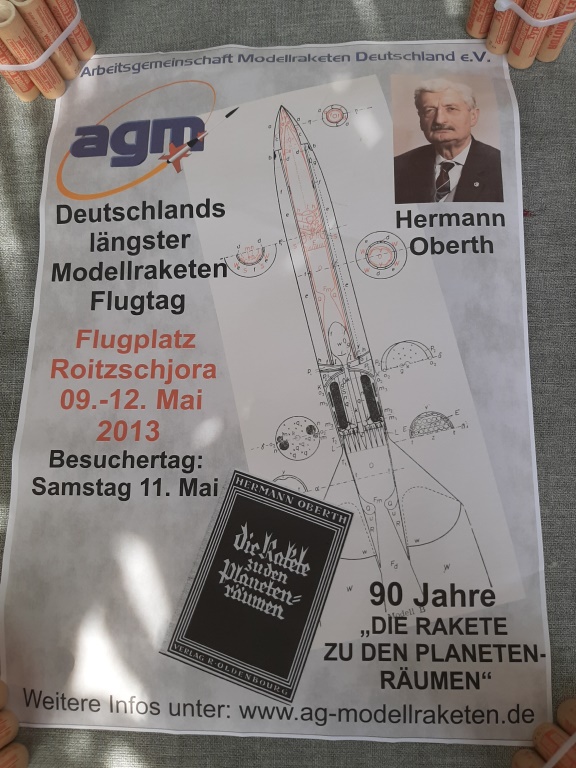 Arbeitsgemeinschaft Modellraketen Deutschland e.V.
agm
Deutschlands
längster
Modellraketen
Flugtag
Hermann
Oberth
Flugplatz
Roitzschjora
09.-12. Mai
2013
Besuchertag:
Samstag 11. Mai
HERMANN OBERTH
die Rakete
zu den
Planeten=
räumen
VERLAG R. OLDENBOURG
Modell B
90 Jahre
„DIE RAKETE
ZU DEN PLANETEN-
RÄUMEN“
Weitere Infos unter: www.ag-modellraketen.de